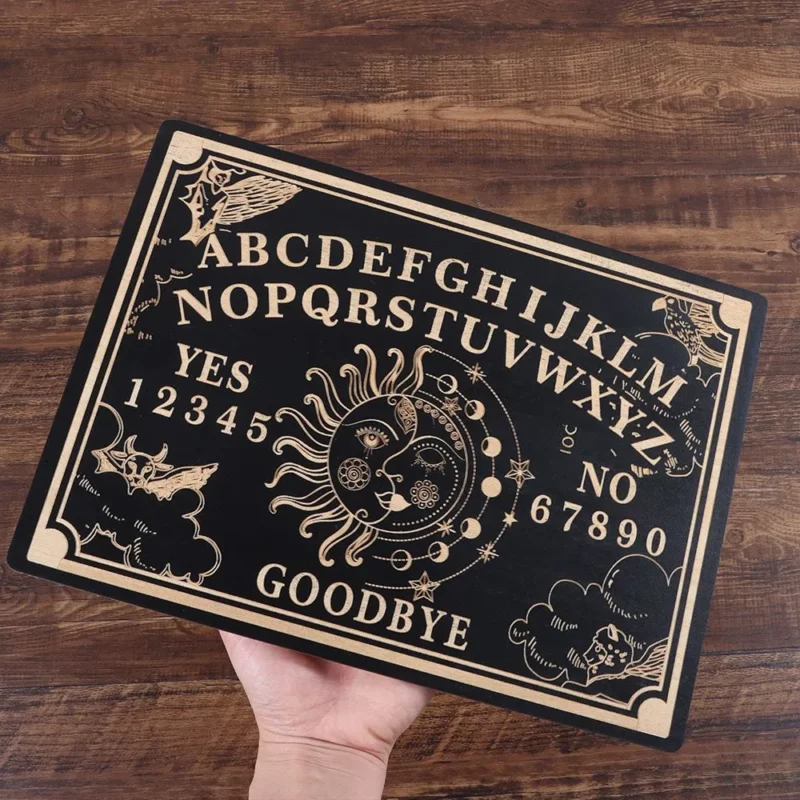 ABCDEFGHIJKLM
NOPQRSTUVWXYZ
YES
NO
12345
67890
GOODBYE